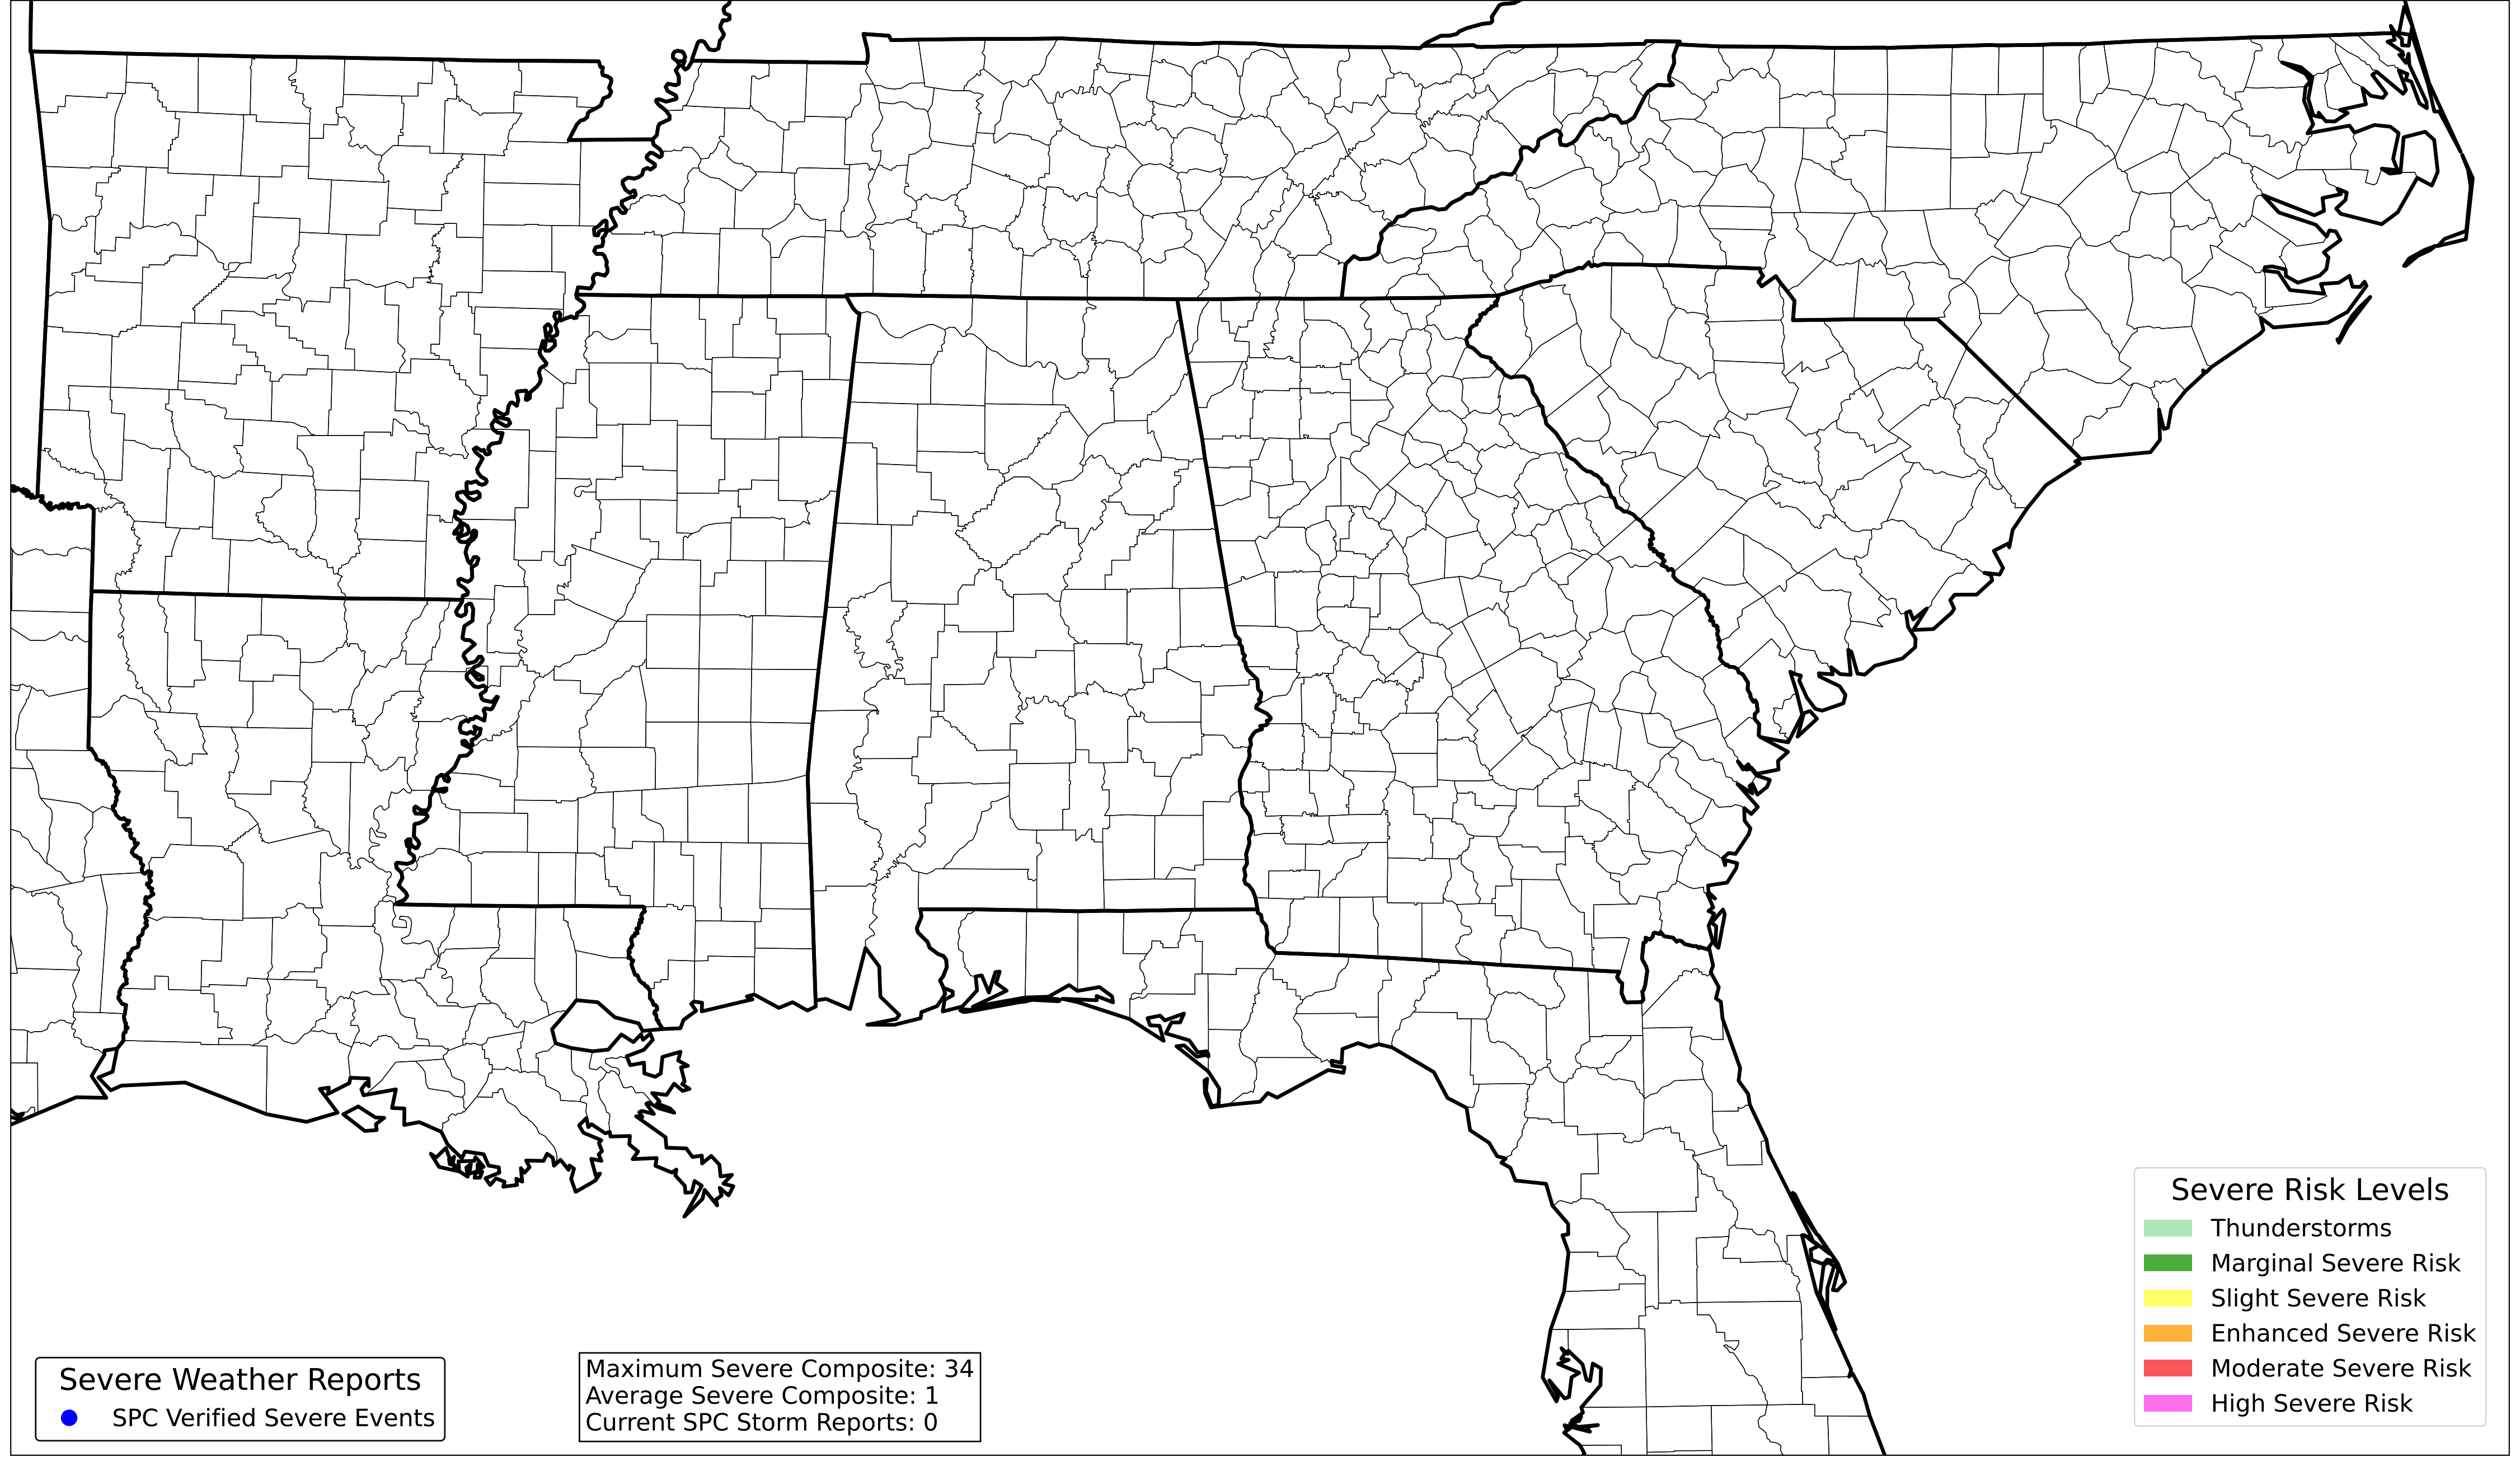 Severe Risk Levels
Thunderstorms
Marginal Severe Risk
Slight Severe Risk
Enhanced Severe Risk
Moderate Severe Risk
High Severe Risk
Severe Weather Reports
SPC Verified Severe Events
Maximum Severe Composite: 34
Average Severe Composite: 1
Current SPC Storm Reports: 0